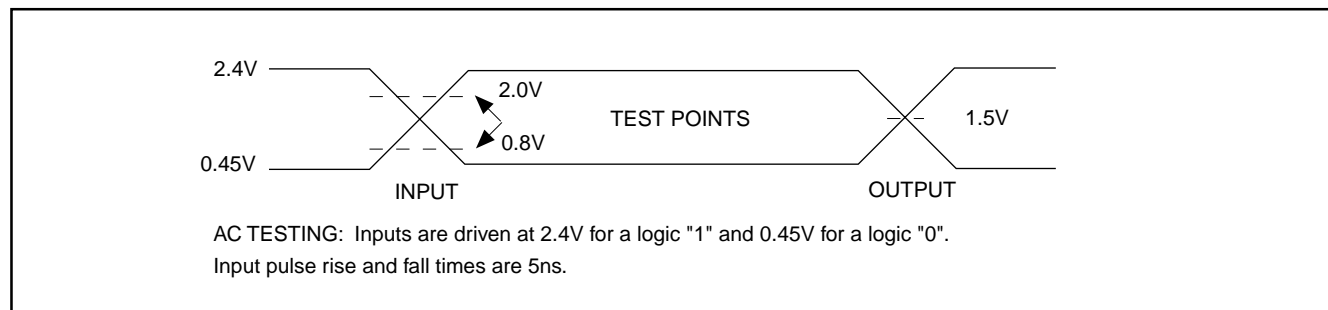 2.4V
2.0V
TEST POINTS
1.5V
0.8V
0.45V
INPUT
OUTPUT
AC TESTING: Inputs are driven at 2.4V for a logic "1" and 0.45V for a logic "0".
Input pulse rise and fall times are 5ns.